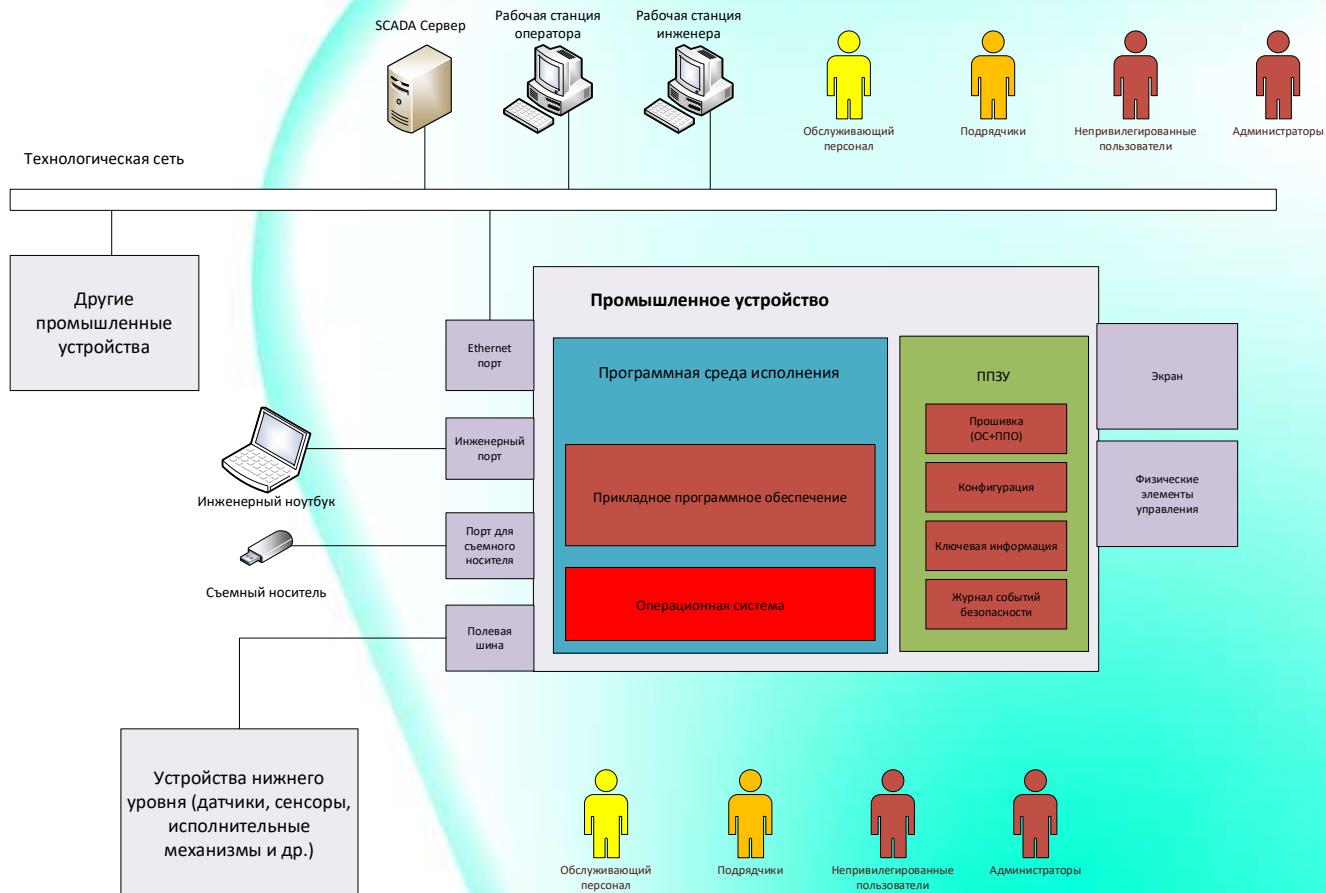 SCADA Сервер
Рабочая станция
оператора
Рабочая станция
инженера
Обслуживающий
персонал
Подрядчики
Непривилегированные
пользователи
Администраторы
Технологическая сеть
Другие
промышленные
устройства
Промышленное устройство
Ethernet
порт
Программная среда исполнения
ППЗУ
Экран
Прошивка
(ОС+ППО)
Инженерный
порт
Инженерный ноутбук
Прикладное программное обеспечение
Конфигурация
Физические
элементы
управления
Порт для
съемного
носителя
Съемный носитель
Ключевая информация
Операционная система
Журнал событий
безопасности
Полевая
шина
Устройства нижнего
уровня (датчики, сенсоры,
исполнительные
механизмы и др.)
Обслуживающий
персонал
Подрядчики
Непривилегированные
пользователи
Администраторы